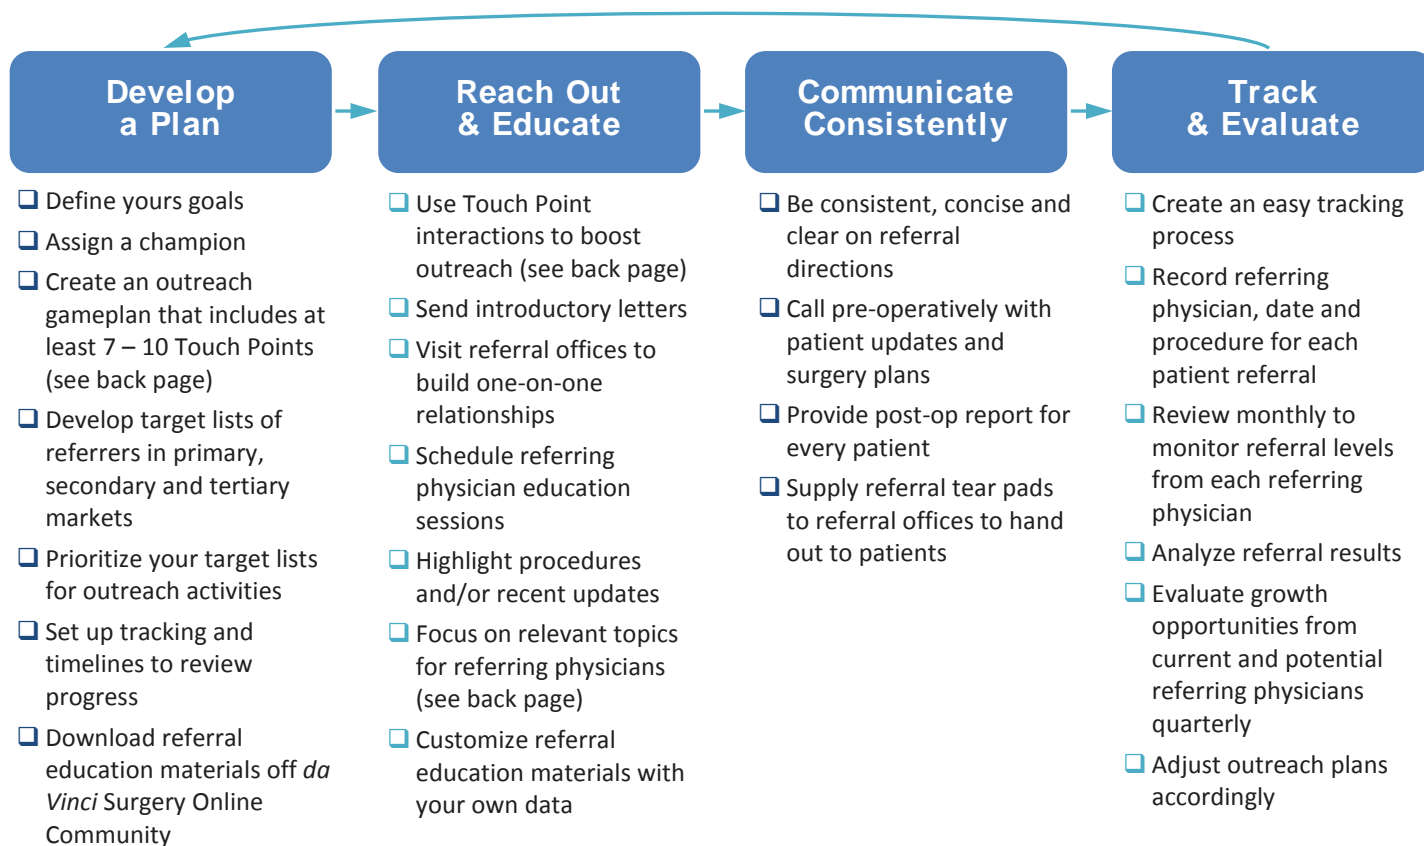 Develop
a Plan
Reach Out
& Educate
Communicate
Consistently
Track
& Evaluate
Define yours goals
Assign a champion
Create an outreach
gameplan that includes at
least 7 – 10 Touch Points
(see back page)
Develop target lists of
referrers in primary,
secondary and tertiary
markets
Prioritize your target lists
for outreach activities
Set up tracking and
timelines to review
progress
Download referral
education materials off da
Vinci Surgery Online
Community
Use Touch Point
interactions to boost
outreach (see back page)
Send introductory letters
Visit referral offices to
build one-on-one
relationships
Schedule referring
physician education
sessions
Highlight procedures
and/or recent updates
Focus on relevant topics
for referring physicians
(see back page)
Customize referral
education materials with
your own data
Be consistent, concise and
clear on referral
directions
Call pre-operatively with
patient updates and
surgery plans
Provide post-op report for
every patient
Supply referral tear pads
to referral offices to hand
out to patients
Create an easy tracking
process
Record referring
physician, date and
procedure for each
patient referral
Review monthly to
monitor referral levels
from each referring
physician
Analyze referral results
Evaluate growth
opportunities from
current and potential
referring physicians
quarterly
Adjust outreach plans
accordingly